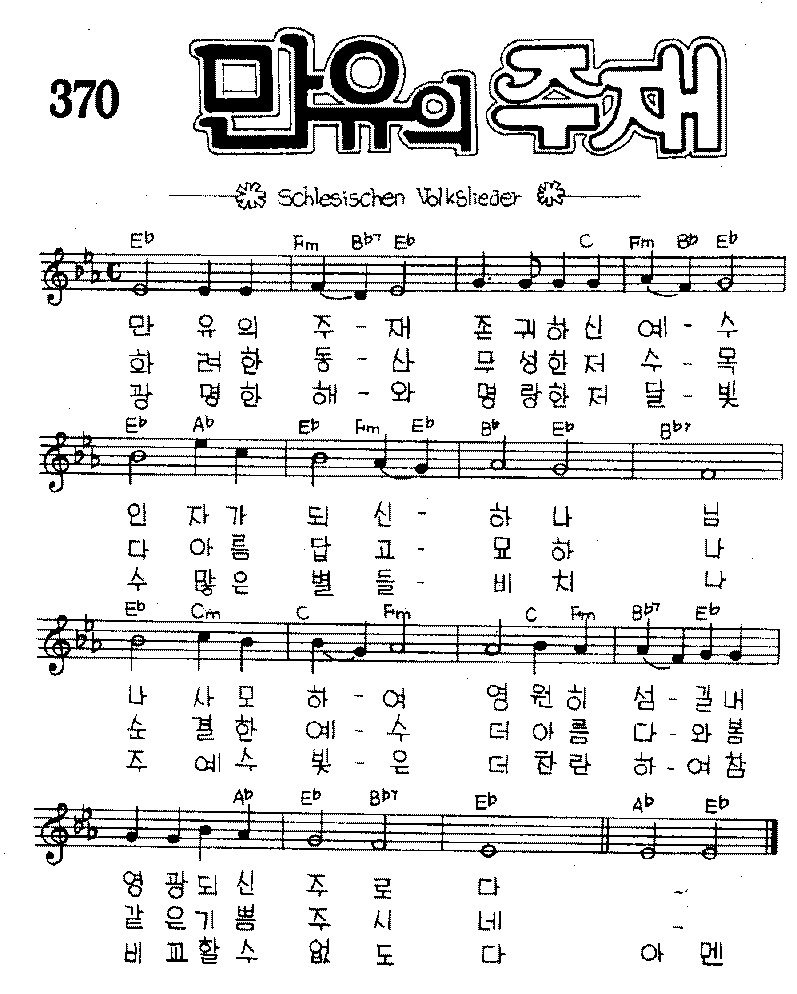 370
만유의 주재
Schlesischen Volkslieder
E♭ Fm B♭7 E♭ C Fm B♭ E♭
만 유 의 주 - 재 존 귀 하 신 예 - 수
화 려 한 동 - 산 무 성 한 저 수 - 목
광 명 한 해 - 와 명 랑 한 저 달 - 빛
E♭ A♭ E♭ Fm E♭ B♭ E♭ B♭7
인 자 가 되 신 - 하 나 님
다 아 름 답 고 - 묘 하 나
수 많 은 별 들 - 비 치 나
E♭ Cm C Fm C Fm B♭7 E♭
나 사 모 하 - 여 영 원 히 섬 - 길 내
순 결 한 예 - 수 더 아 름 다 - 와 봄
주 예 수 빛 - 은 더 찬 란 하 - 여 참
A♭ E♭ B♭7 E♭ A♭ E♭
영 광 되 신 주 로 다
같 은 기 쁨 주 시 네
비 교 할 수 없 도 다 아 멘